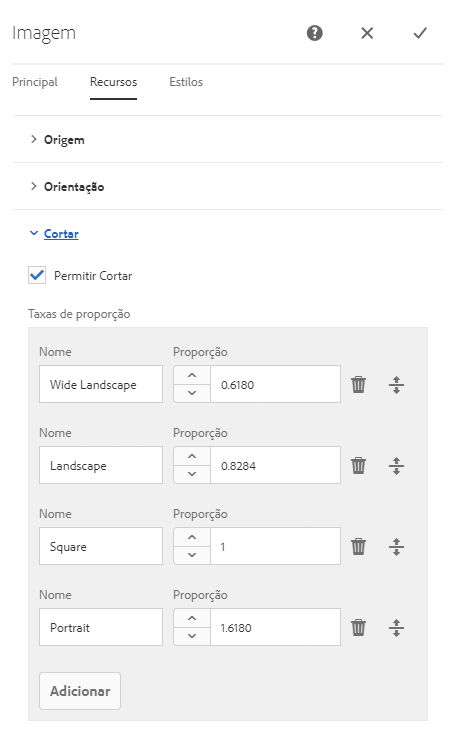 Imagem
Principal Recursos Estilos
Origem
Orientação
Cortar
Permitir Cortar
Taxas de proporção
Nome Proporção
Wide Landscape 0.6180
Nome Proporção
Landscape 0.8284
Nome Proporção
Square 1
Nome Proporção
Portrait 1.6180
Adicionar